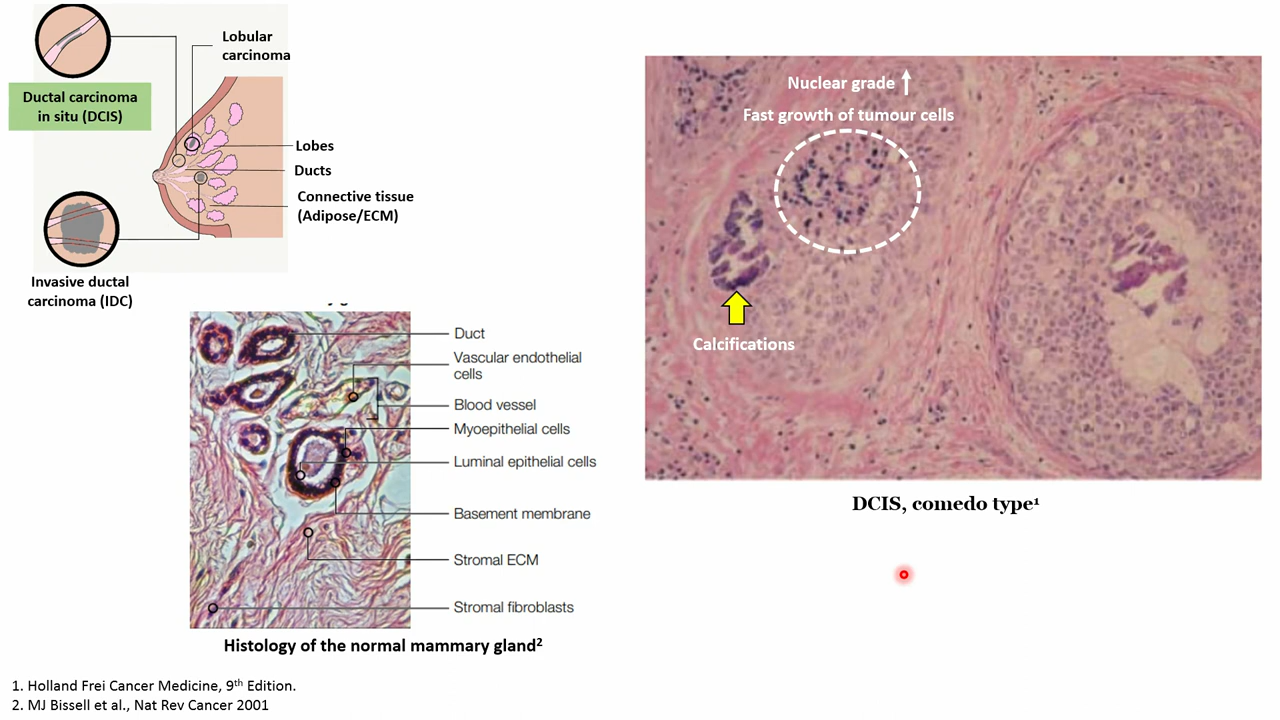 Lobular
carcinoma
Ductal carcinoma
in situ (DCIS)
Lobes
Ducts
Connective tissue
(Adipose/ECM)
Invasive ductal
carcinoma (IDC)
Duct
Vascular endothelial
cells
Blood vessel
Myoepithelial cells
Luminal epithelial cells
Basement membrane
Stromal ECM
Stromal fibroblasts
Histology of the normal mammary gland²
Nuclear grade
Fast growth of tumour cells
Calcifications
DCIS, comedo type¹
1. Holland Frei Cancer Medicine, 9th Edition.
2. MJ Bissell et al., Nat Rev Cancer 2001